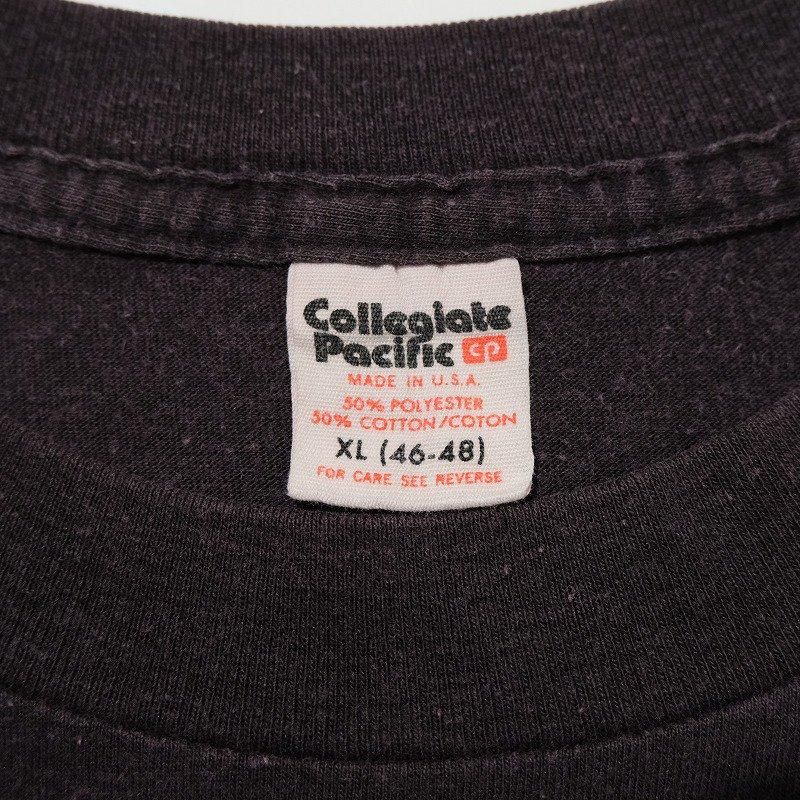 Collegiate
Pacific CP
MADE IN U.S.A.
50% POLYESTER
50% COTTON/COTON
XL (46-48)
FOR CARE SEE REVERSE